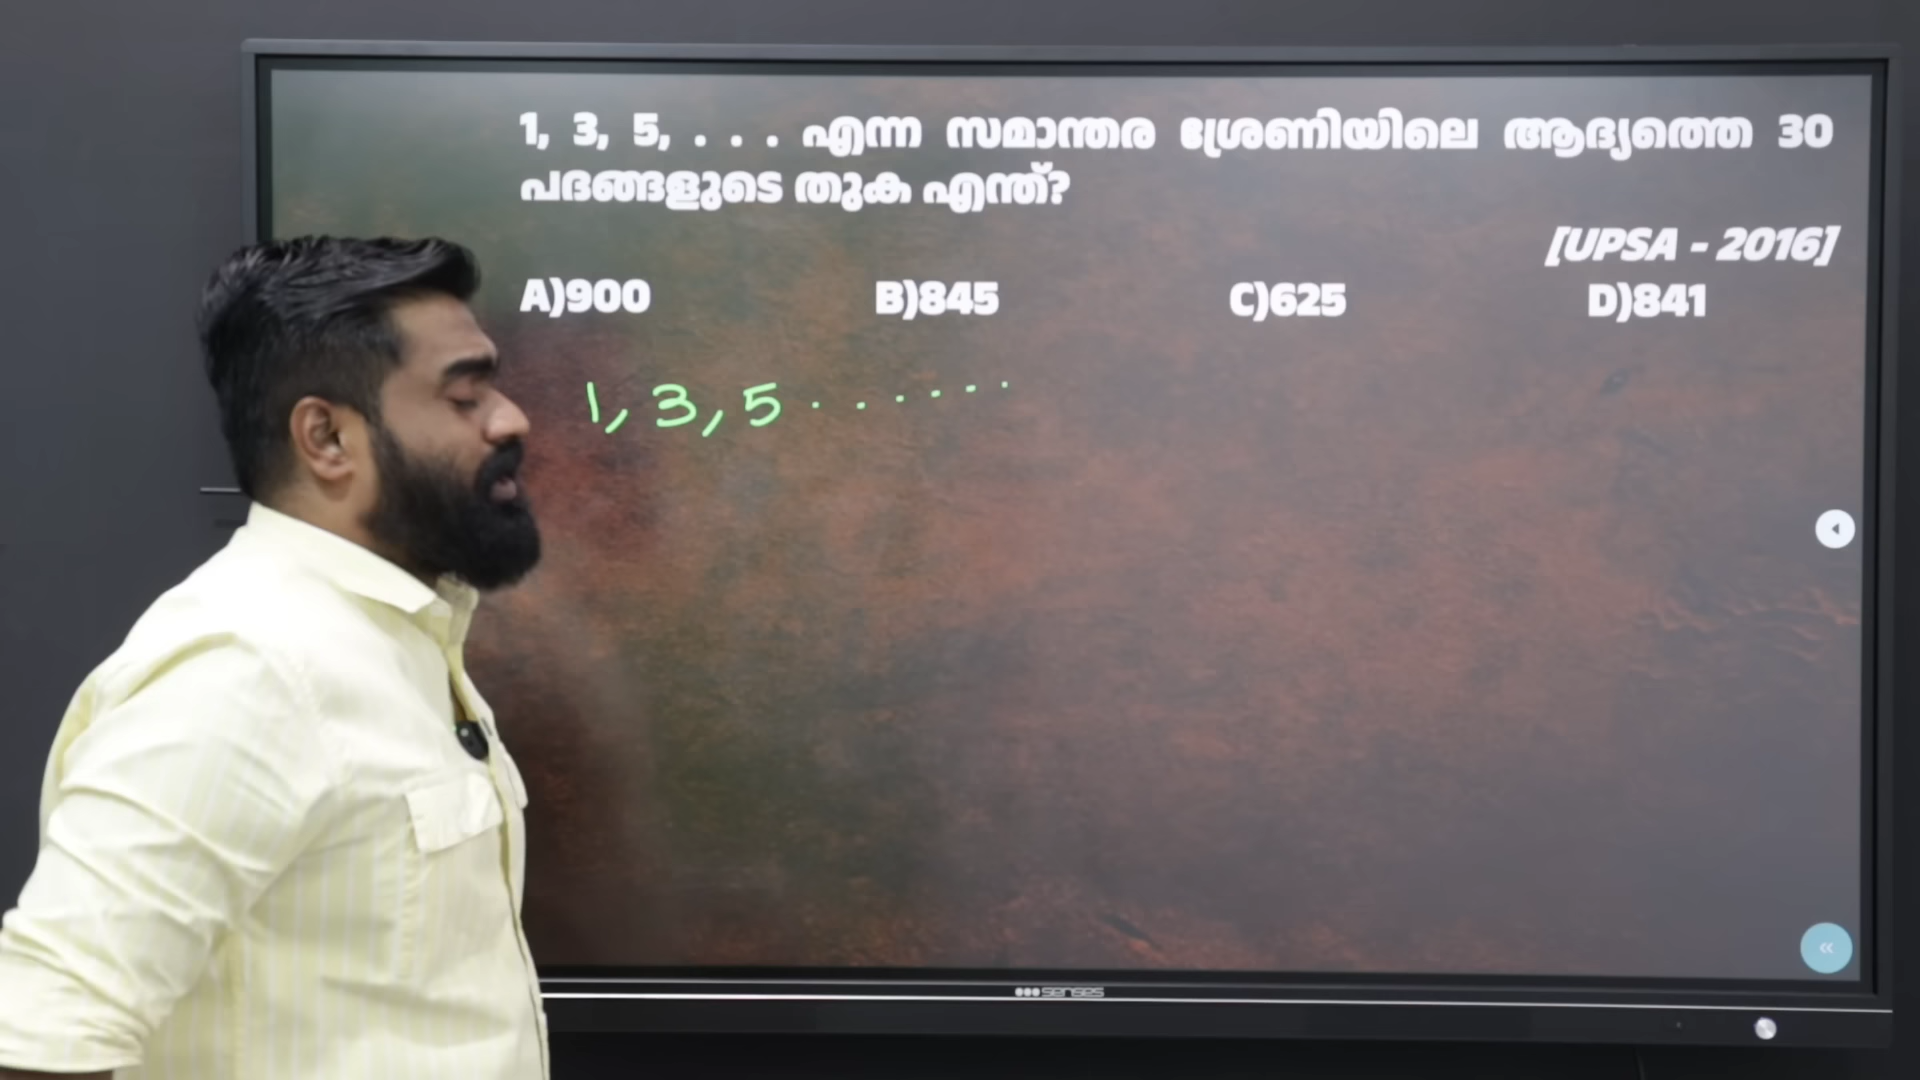 1, 3, 5, . . . എന്ന സമാന്തര ശ്രേണിയിലെ ആദ്യത്തെ 30
പദങ്ങളുടെ തുക എന്ത്?
[UPSA - 2016]
A)900 B)845 C)625 D)841
1, 3, 5 . . . . . .
senses